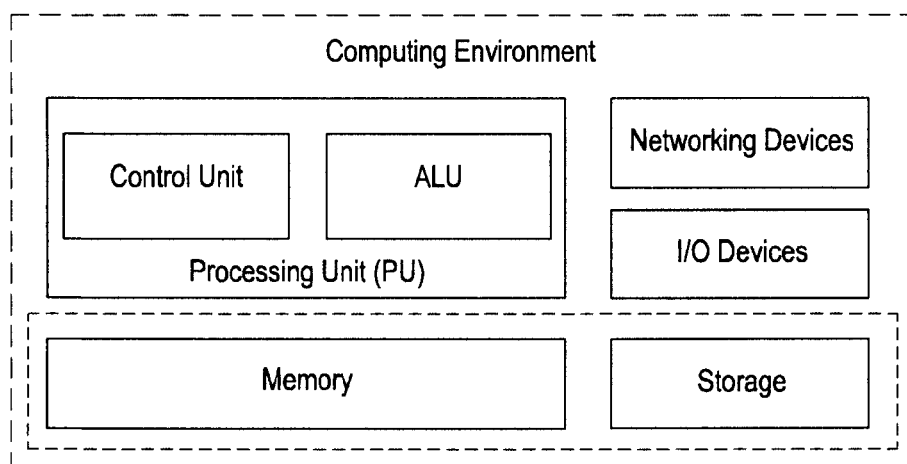 Computing Environment
Control Unit
ALU
Processing Unit (PU)
Networking Devices
I/O Devices
Memory
Storage